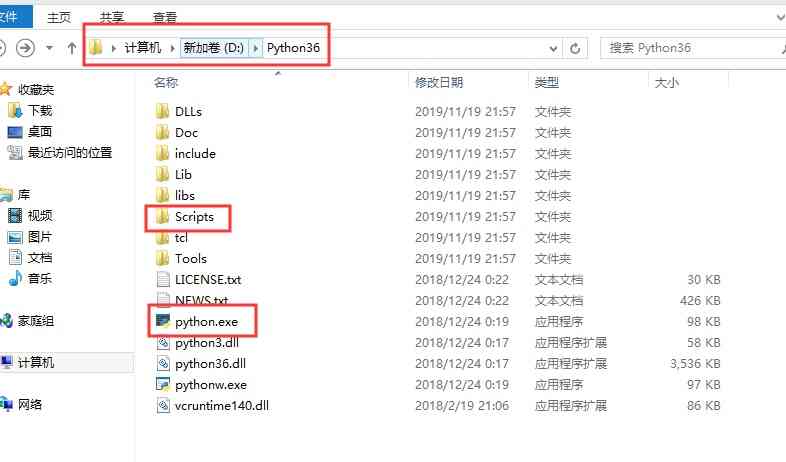 文件 主页 共享 查看
计算机 新加卷 (D:) Python36 搜索 Python36
名称 修改日期 类型 大小
收藏夹
下载
桌面
最近访问的位置
库
视频
图片
文档
音乐
家庭组
计算机
网络
DLLs 2019/11/19 21:57 文件夹
Doc 2019/11/19 21:57 文件夹
include 2019/11/19 21:57 文件夹
Lib 2019/11/19 21:57 文件夹
libs 2019/11/19 21:57 文件夹
Scripts 2019/11/19 21:57 文件夹
tcl 2019/11/19 21:57 文件夹
Tools 2019/11/19 21:57 文件夹
LICENSE.txt 2018/12/24 0:22 文本文档 30 KB
NEWS.txt 2018/12/24 0:22 文本文档 426 KB
python.exe 2018/12/24 0:19 应用程序 98 KB
python3.dll 2018/12/24 0:17 应用程序扩展 58 KB
python36.dll 2018/12/24 0:17 应用程序扩展 3,536 KB
pythonw.exe 2018/12/24 0:19 应用程序 97 KB
vcruntime140.dll 2018/2/19 21:06 应用程序扩展 86 KB